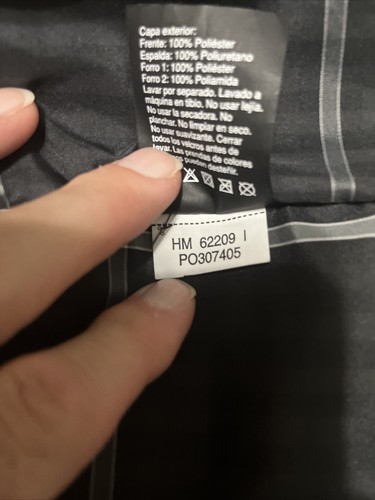 Capa exterior:
Frente: 100% Poliéster
Espalda: 100% Poliuretano
Forro 1: 100% Poliéster
Forro 2: 100% Poliamida
Lavar por separado. Lavado a
máquina en tibio. No usar lejía.
No usar la secadora. No
planchar. No limpiar en seco.
No usar suavizante. Cerrar
todos los velcros antes de
lavar. Las prendas de colores
pueden desteñir.
HM 62209 I
PO307405